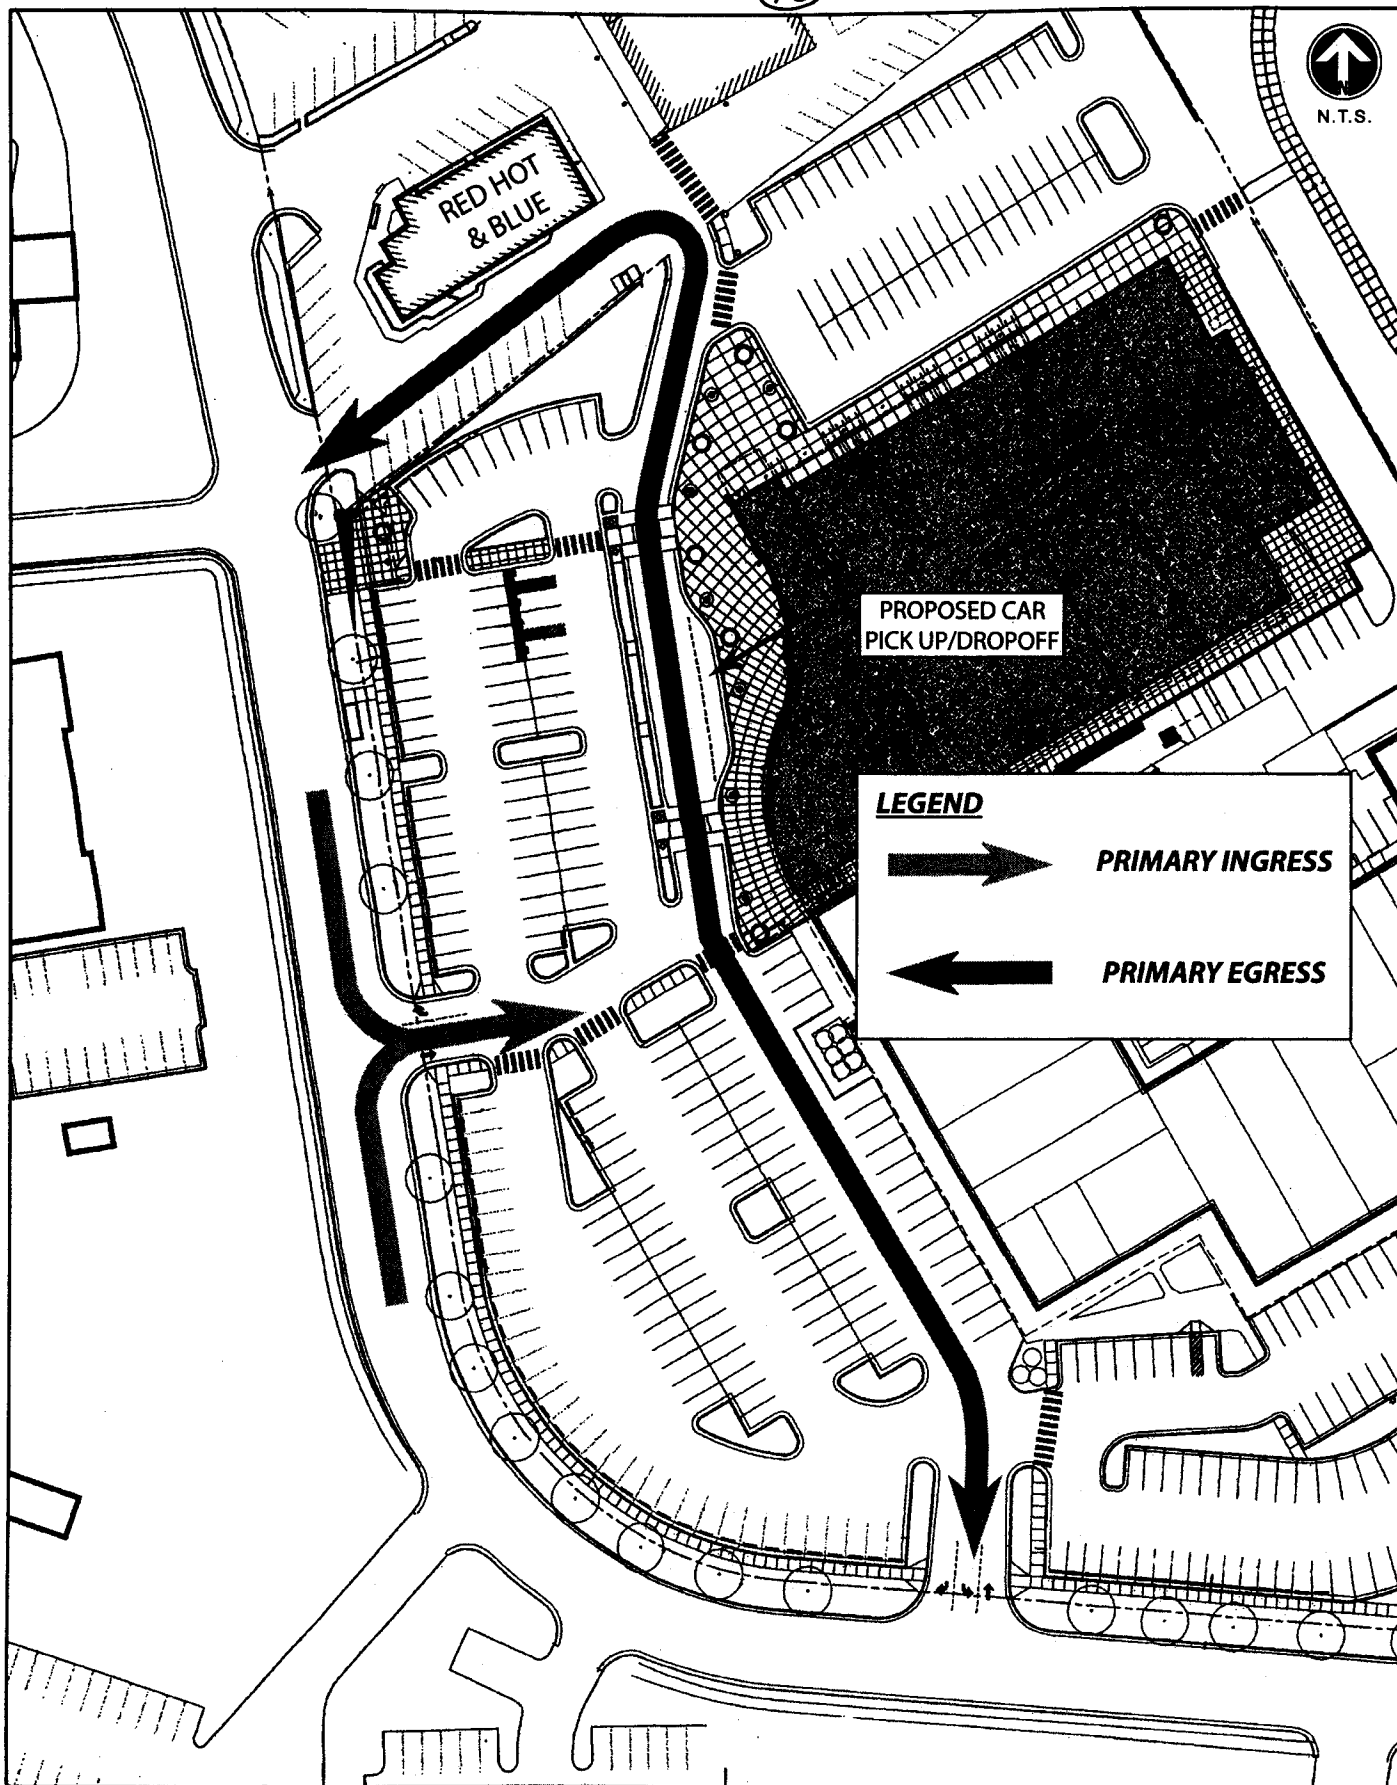 N
N.T.S.
RED HOT
& BLUE
PROPOSED CAR
PICK UP/DROPOFF
LEGEND
PRIMARY INGRESS
PRIMARY EGRESS